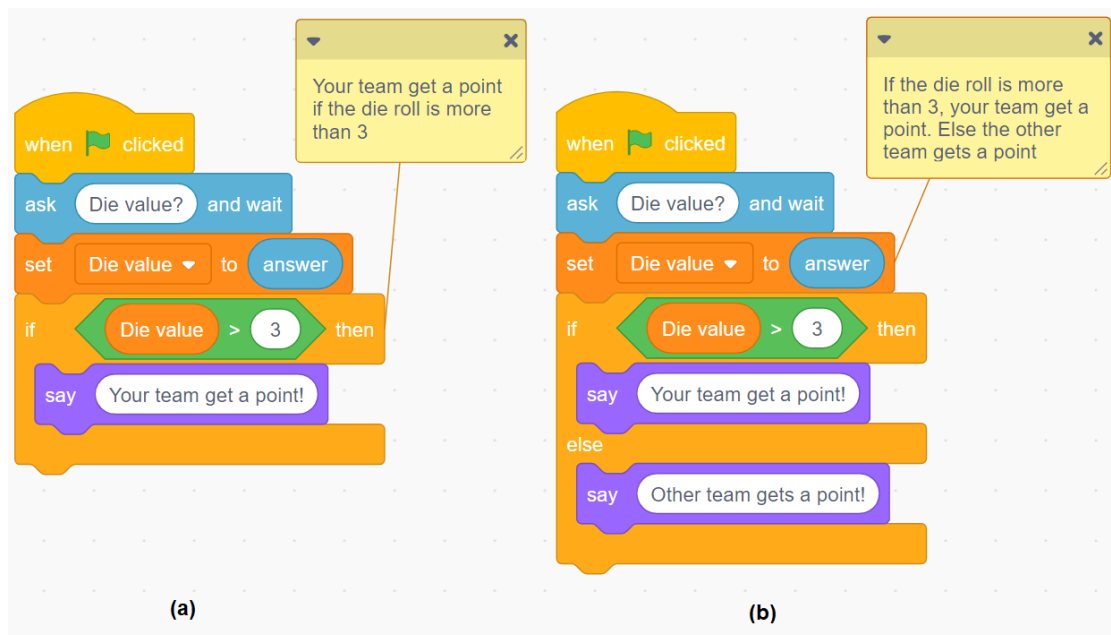 Your team get a point
if the die roll is more
than 3
when clicked
ask Die value? and wait
set Die value to answer
if Die value > 3 then
say Your team get a point!
(a)
If the die roll is more
than 3, your team get a
point. Else the other
team gets a point
when clicked
ask Die value? and wait
set Die value to answer
if Die value > 3 then
say Your team get a point!
else
say Other team gets a point!
(b)